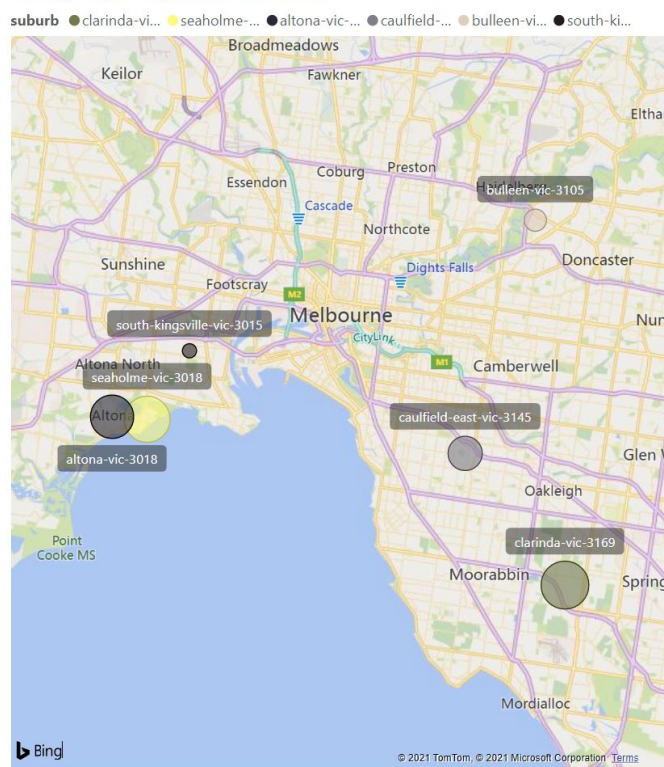 suburb clarinda-vi... seaholme-... altona-vic-... caulfield-... bulleen-vi... south-ki...
Broadmeadows
Keilor
Fawkner
Eltha
Preston
Coburg
Essendon
bulleen-vic-3105
Cascade
Northcote
Doncaster
Sunshine
Dights Falls
Footscray
M2
Melbourne
Nun
south-kingsville-vic-3015
CityLink
Altona North
M1
Camberwell
seaholme-vic-3018
Altona
caulfield-east-vic-3145
altona-vic-3018
Glen W
Oakleigh
Point
Cooke MS
clarinda-vic-3169
Moorabbin
Spring
Mordialloc
Bing
© 2021 TomTom, © 2021 Microsoft Corporation Terms